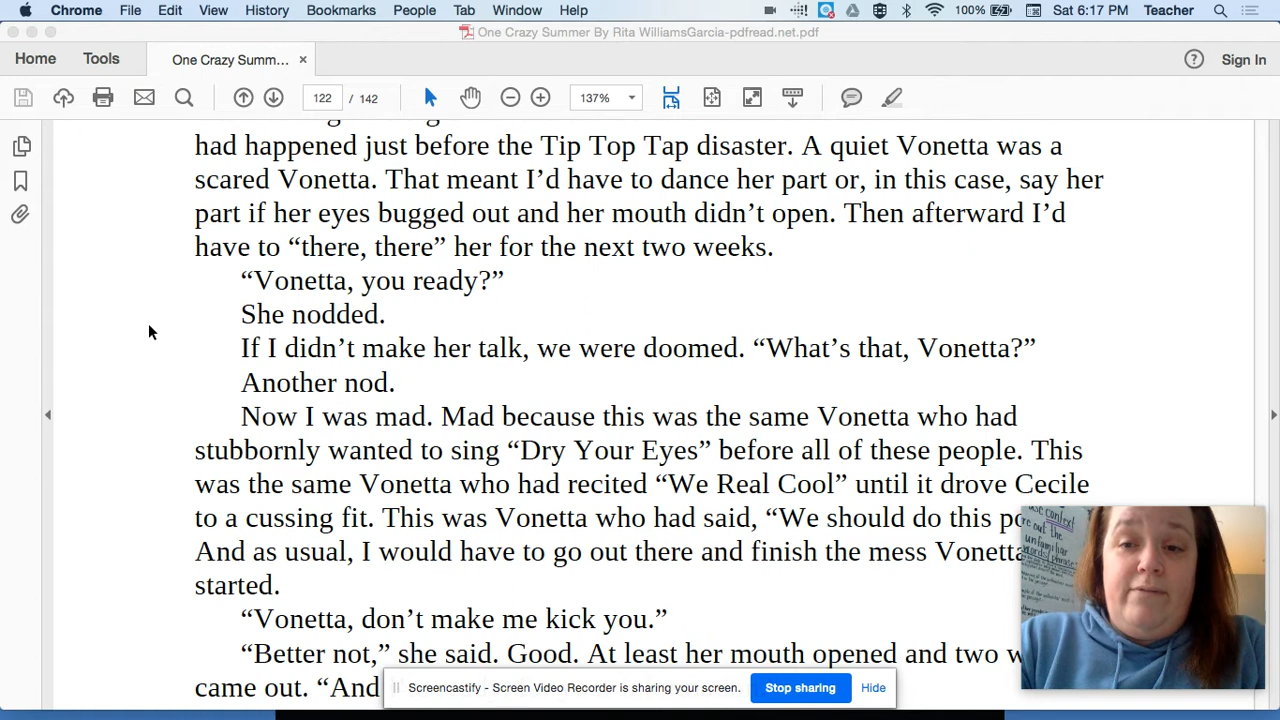 Chrome File Edit View History Bookmarks People Tab Window Help 100% Sat 6:17 PM Teacher
One Crazy Summer By Rita WilliamsGarcia-pdfread.net.pdf
Home Tools One Crazy Summ... × Sign In
122 / 142 137%
had happened just before the Tip Top Tap disaster. A quiet Vonetta was a
scared Vonetta. That meant I’d have to dance her part or, in this case, say her
part if her eyes bugged out and her mouth didn’t open. Then afterward I’d
have to “there, there” her for the next two weeks.
“Vonetta, you ready?”
She nodded.
If I didn’t make her talk, we were doomed. “What’s that, Vonetta?”
Another nod.
Now I was mad. Mad because this was the same Vonetta who had
stubbornly wanted to sing “Dry Your Eyes” before all of these people. This
was the same Vonetta who had recited “We Real Cool” until it drove Cecile
to a cussing fit. This was Vonetta who had said, “We should do this po
And as usual, I would have to go out there and finish the mess Vonetta
started.
“Vonetta, don’t make me kick you.”
“Better not,” she said. Good. At least her mouth opened and two w
came out. “And
Screencastify - Screen Video Recorder is sharing your screen. Stop sharing Hide
context
out the
unfamiliar